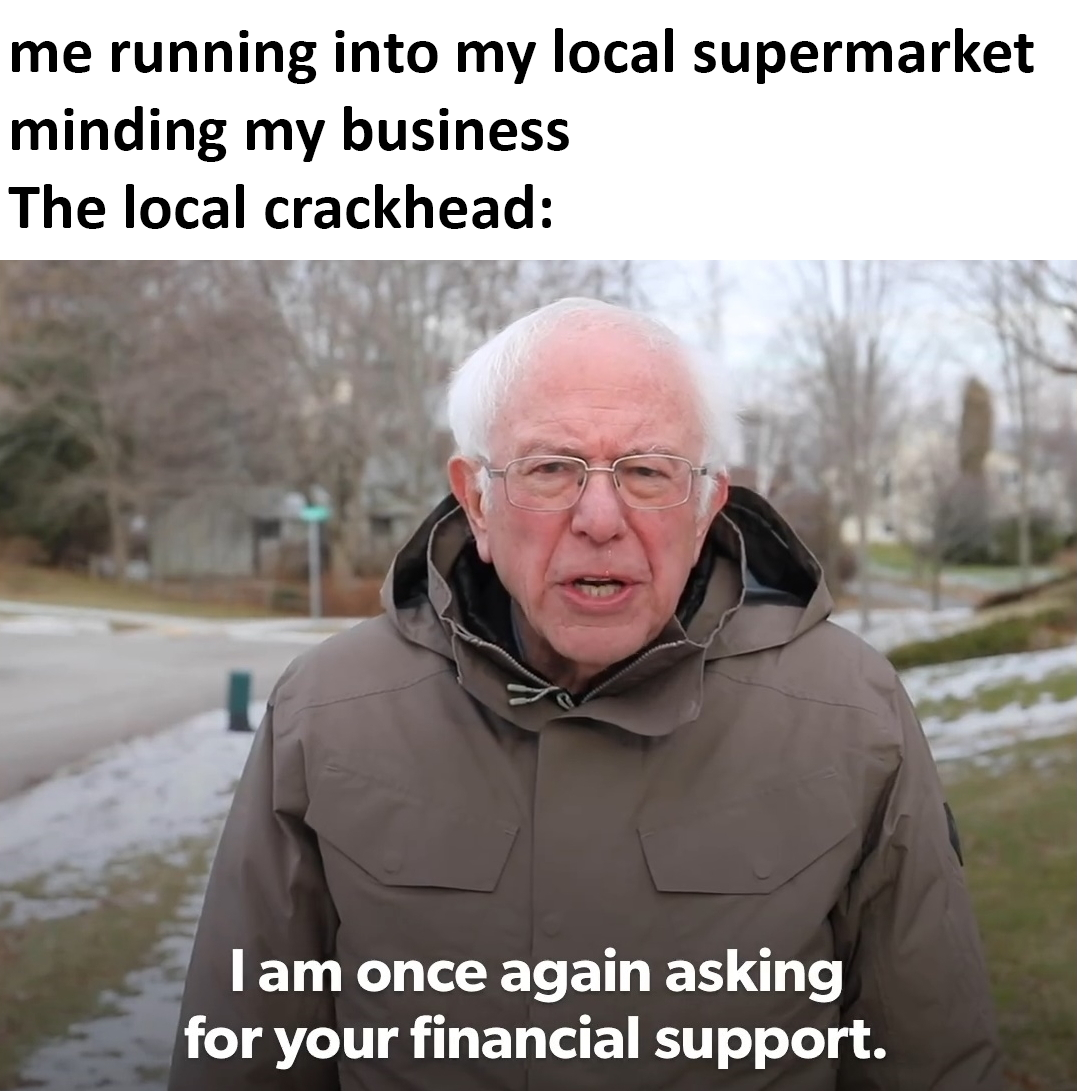 me running into my local supermarket
minding my business
The local crackhead:
I am once again asking
for your financial support.